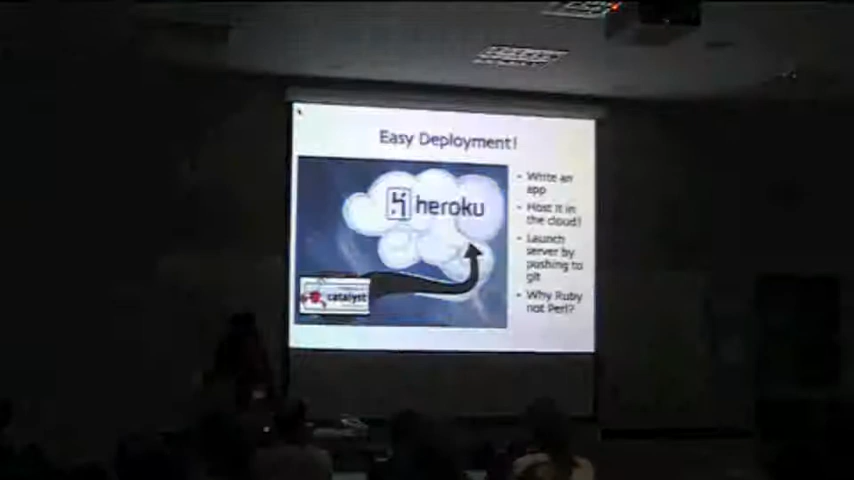 Easy Deployment!
heroku
catalyst
- Write an
app
- Host it in
the cloud!
- Launch
server by
pushing to
git
- Why Ruby
not Perl?